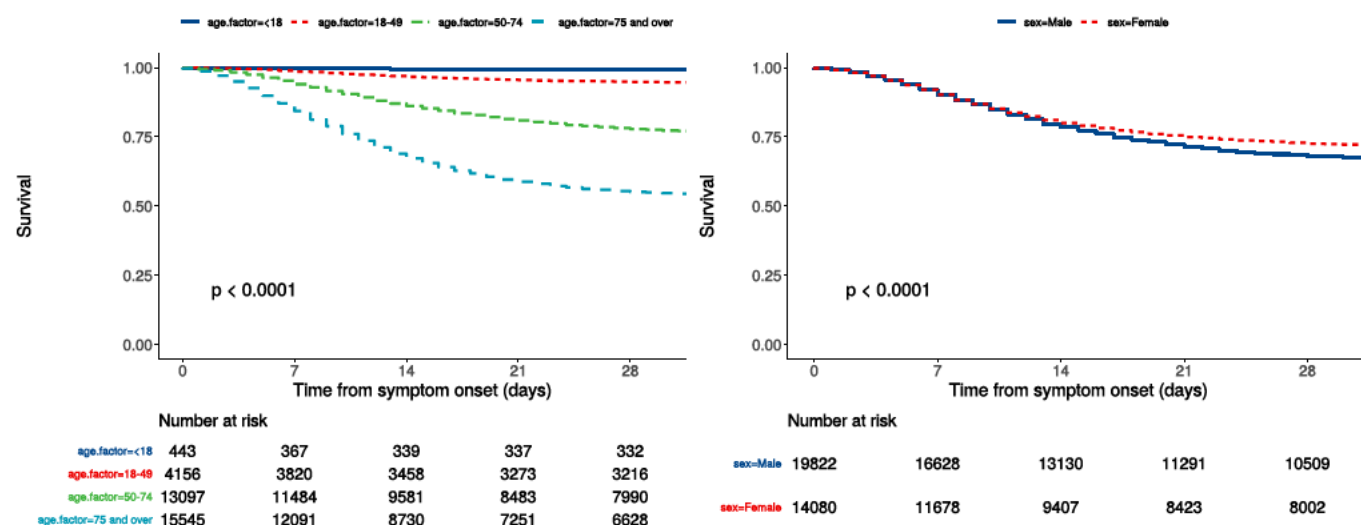 age.factor=<18 age.factor=18-49 age.factor=50-74 age.factor=75 and over
1.00
0.75
0.50
0.25
0.00
Survival
p < 0.0001
0 7 14 21 28
Time from symptom onset (days)
Number at risk
age.factor=<18 443 367 339 337 332
age.factor=18-49 4156 3820 3458 3273 3216
age.factor=50-74 13097 11484 9581 8483 7990
age.factor=75 and over 15545 12091 8730 7251 6628
sex=Male sex=Female
1.00
0.75
0.50
0.25
0.00
Survival
p < 0.0001
0 7 14 21 28
Time from symptom onset (days)
Number at risk
sex=Male 19822 16628 13130 11291 10509
sex=Female 14080 11678 9407 8423 8002